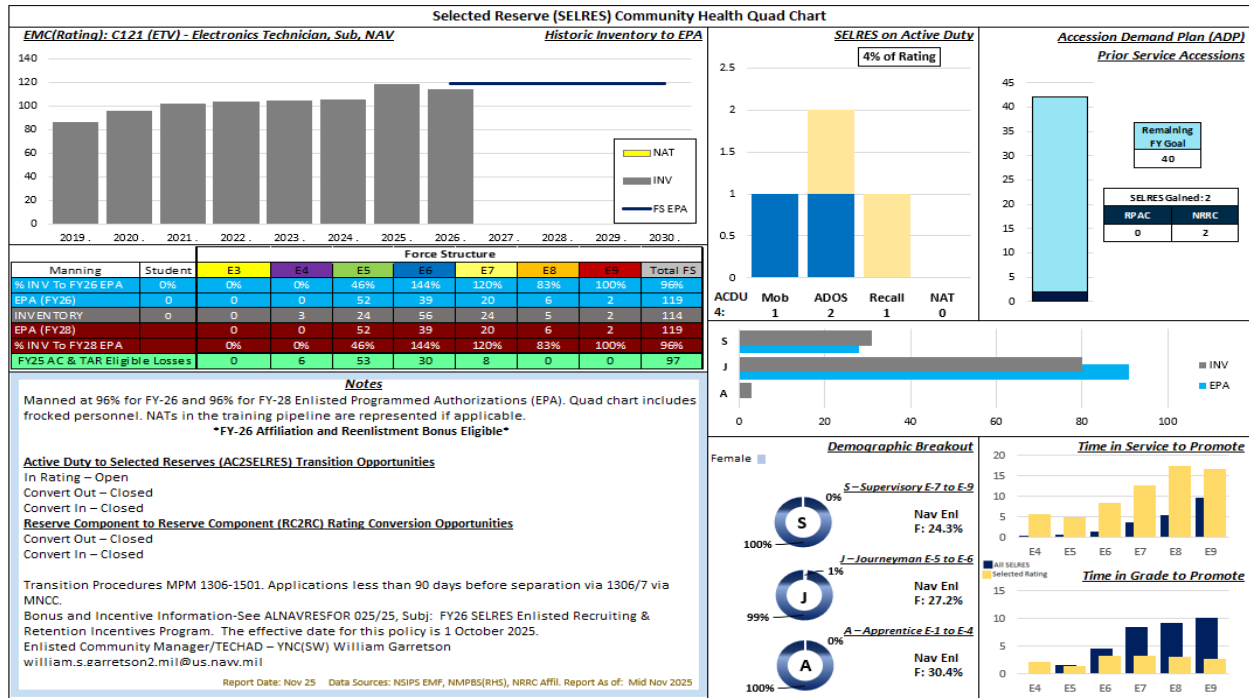 Selected Reserve (SELRES) Community Health Quad Chart
EMC(Rating): C121 (ETV) - Electronics Technician, Sub, NAV
Historic Inventory to EPA
140
120
100
80
60
40
20
0
2019 . 2020 . 2021 . 2022 . 2023 . 2024 . 2025 . 2026 . 2027 . 2028 . 2029 . 2030 .
NAT
INV
FS EPA
Force Structure
Manning Student E3 E4 E5 E6 E7 E8 E9 Total FS
% INV To FY26 EPA 0% 0% 0% 46% 144% 120% 83% 100% 96%
EPA (FY26) 0 0 0 52 39 20 6 2 119
INVENTORY 0 0 3 24 56 24 5 2 114
EPA (FY28) 0 0 52 39 20 6 2 119
% INV To FY28 EPA 0% 0% 46% 144% 120% 83% 100% 96%
FY25 AC & TAR Eligible Losses 0 6 53 30 8 0 0 97
Notes
Manned at 96% for FY-26 and 96% for FY-28 Enlisted Programmed Authorizations (EPA). Quad chart includes
frocked personnel. NATs in the training pipeline are represented if applicable.
*FY-26 Affiliation and Reenlistment Bonus Eligible*
Active Duty to Selected Reserves (AC2SELRES) Transition Opportunities
In Rating – Open
Convert Out – Closed
Convert In – Closed
Reserve Component to Reserve Component (RC2RC) Rating Conversion Opportunities
Convert Out – Closed
Convert In – Closed
Transition Procedures MPM 1306-1501. Applications less than 90 days before separation via 1306/7 via
MNCC.
Bonus and Incentive Information-See ALNAVRESFOR 025/25, Subj: FY26 SELRES Enlisted Recruiting &
Retention Incentives Program. The effective date for this policy is 1 October 2025.
Enlisted Community Manager/TECHAD – YNC(SW) William Garretson
william.s.garretson2.mil@us.navy.mil
Report Date: Nov 25 Data Sources: NSIPS EMF, NMPBS(RHS), NRRC Affil. Report As of: Mid Nov 2025
SELRES on Active Duty
4% of Rating
2.5
2
1.5
1
0.5
0
ACDU Mob ADOS Recall NAT
4: 1 2 1 0
Accession Demand Plan (ADP)
Prior Service Accessions
45
40
35
30
25
20
15
10
5
0
Remaining
FY Goal
40
SELRES Gained: 2
RPAC NRRC
0 2
S
J
A
0 20 40 60 80 100
INV
EPA
Demographic Breakout
Female
S – Supervisory E-7 to E-9
0%
S
100%
Nav Enl
F: 24.3%
J – Journeyman E-5 to E-6
1%
J
99%
Nav Enl
F: 27.2%
A – Apprentice E-1 to E-4
0%
A
100%
Nav Enl
F: 30.4%
Time in Service to Promote
20
15
10
5
0
E4 E5 E6 E7 E8 E9
All SELRES
Selected Rating
Time in Grade to Promote
15
10
5
0
E4 E5 E6 E7 E8 E9